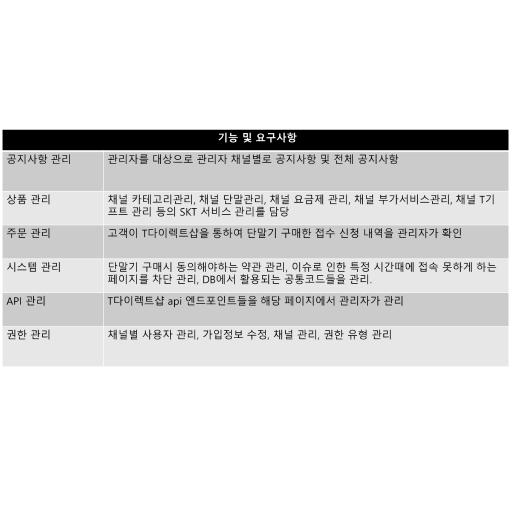 기능 및 요구사항
공지사항 관리
관리자를 대상으로 관리자 채널별로 공지사항 및 전체 공지사항
상품 관리
채널 카테고리관리, 채널 단말관리, 채널 요금제 관리, 채널 부가서비스관리, 채널 T기
프트 관리 등의 SKT 서비스 관리를 담당
주문 관리
고객이 T다이렉트샵을 통하여 단말기 구매한 접수 신청 내역을 관리자가 확인
시스템 관리
단말기 구매시 동의해야하는 약관 관리, 이슈로 인한 특정 시간때에 접속 못하게 하는
페이지를 차단 관리, DB에서 활용되는 공통코드들을 관리.
API 관리
T다이렉트샵 api 엔드포인트들을 해당 페이지에서 관리자가 관리
권한 관리
채널별 사용자 관리, 가입정보 수정, 채널 관리, 권한 유형 관리